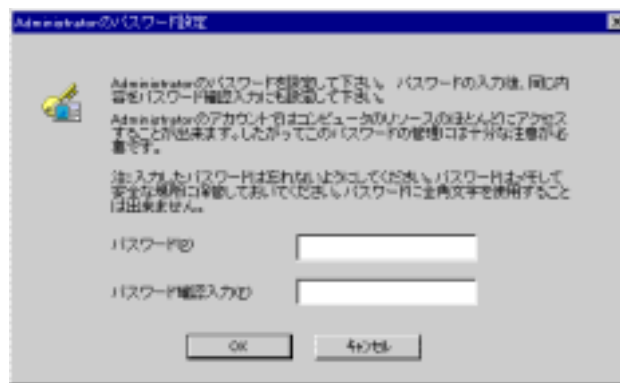 Administratorのパスワード設定
Administratorのパスワードを設定して下さい。 パスワードの入力後、同じ内
容をパスワード確認入力にも設定して下さい。
Administratorのアカウントではコンピュータのリソースのほとんどにアクセス
することが出来ます。したがってこのパスワードの管理には十分な注意が必
要です。
注:入力したパスワードは忘れないようにしてください。パスワードはメモして
安全な場所に保管しておいてください。パスワードに全角文字を使用すること
は出来ません。
パスワード(P)
パスワード確認入力
OK
キャンセル